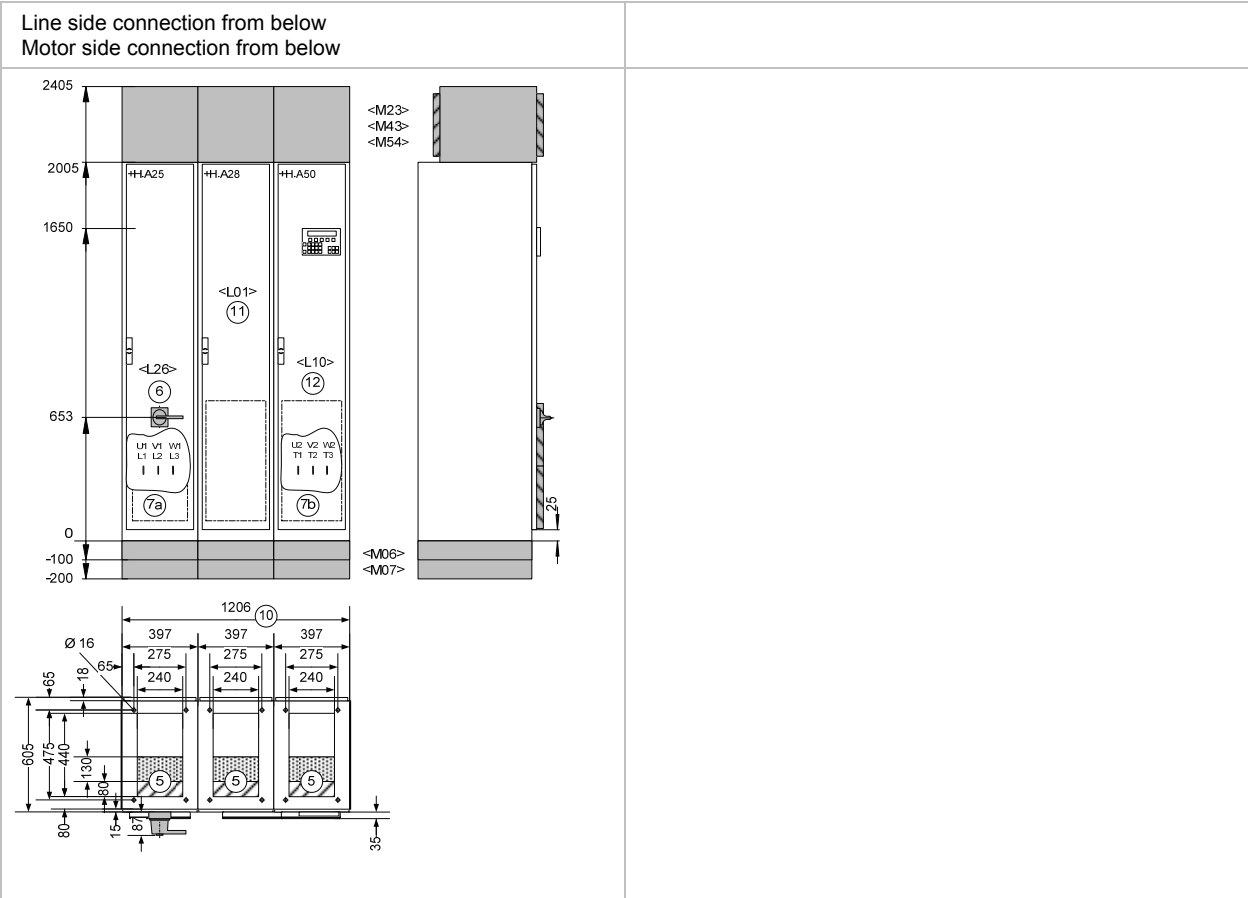 Line side connection from below
Motor side connection from below
2405
<M23>
<M43>
<M54>
2005
+H.A25 +H.A28 +H.A50
1650
<L01>
11
<L26>
<L10>
6
12
653
U1 V1 W1
L1 L2 L3
U2 V2 W2
T1 T2 T3
7a
7b
25
0
-100
<M06>
-200
<M07>
1206 10
397 397 397
Ø 16
275 275 275
65 18 65
240 240 240
605 475 440 130 80
5 5 5
80 15 87 35